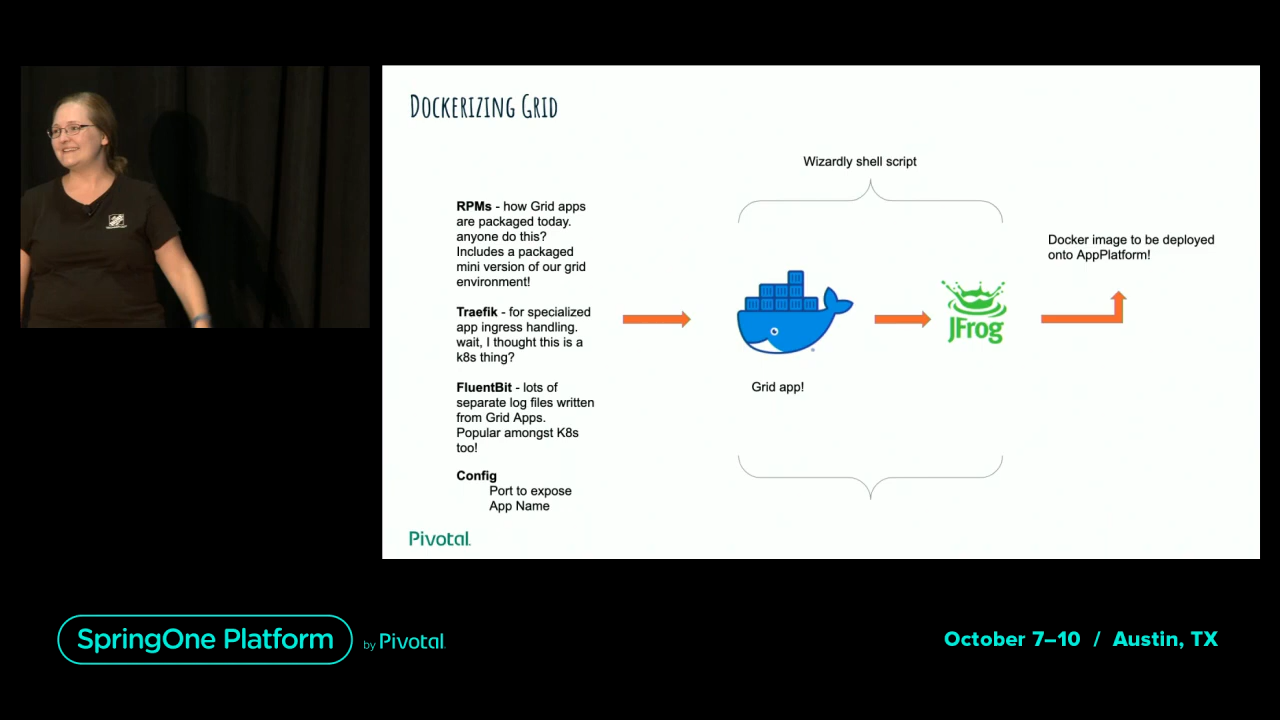 DOCKERIZING GRID
Wizardly shell script
RPMs - how Grid apps
are packaged today.
anyone do this?
Includes a packaged
mini version of our grid
environment!
Traefik - for specialized
app ingress handling.
wait, I thought this is a
k8s thing?
FluentBit - lots of
separate log files written
from Grid Apps.
Popular amongst K8s
too!
Config
Port to expose
App Name
JFrog
Grid app!
Docker image to be deployed
onto AppPlatform!
Pivotal
SpringOne Platform
by Pivotal
October 7–10 / Austin, TX